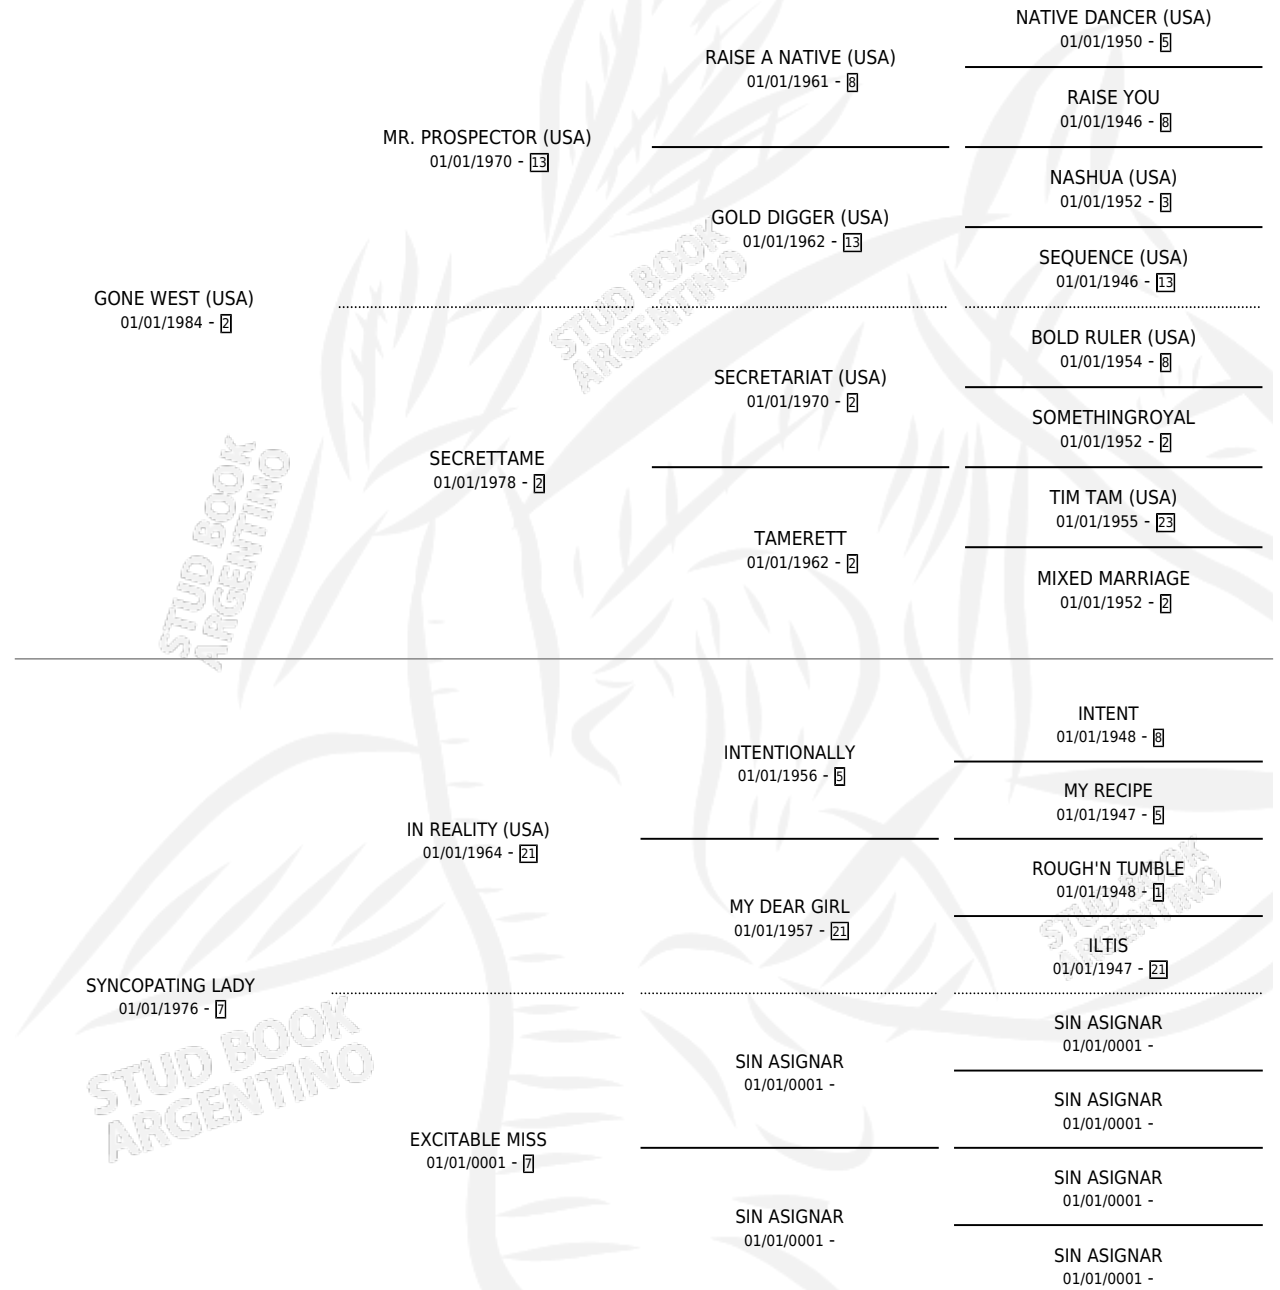 NATIVE DANCER (USA)
01/01/1950 - 5
RAISE A NATIVE (USA)
01/01/1961 - 8
RAISE YOU
01/01/1946 - 8
MR. PROSPECTOR (USA)
01/01/1970 - 13
NASHUA (USA)
01/01/1952 - 3
GOLD DIGGER (USA)
01/01/1962 - 13
SEQUENCE (USA)
01/01/1946 - 13
GONE WEST (USA)
01/01/1984 - 2
BOLD RULER (USA)
01/01/1954 - 8
SECRETARIAT (USA)
01/01/1970 - 2
SOMETHINGROYAL
01/01/1952 - 2
SECRETTAME
01/01/1978 - 2
TIM TAM (USA)
01/01/1955 - 23
TAMERETT
01/01/1962 - 2
MIXED MARRIAGE
01/01/1952 - 2
INTENT
01/01/1948 - 8
INTENTIONALLY
01/01/1956 - 5
MY RECIPE
01/01/1947 - 5
IN REALITY (USA)
01/01/1964 - 21
ROUGH'N TUMBLE
01/01/1948 - 1
MY DEAR GIRL
01/01/1957 - 21
ILTIS
01/01/1947 - 21
SYNCOPATING LADY
01/01/1976 - 7
SIN ASIGNAR
01/01/0001 -
SIN ASIGNAR
01/01/0001 -
SIN ASIGNAR
01/01/0001 -
EXCITABLE MISS
01/01/0001 - 7
SIN ASIGNAR
01/01/0001 -
SIN ASIGNAR
01/01/0001 -
SIN ASIGNAR
01/01/0001 -
STUD BOOK
ARGENTINO
STUD BOOK
ARGENTINO
STUD BOOK
ARGENTINO
STUD BOOK
ARGENTINO